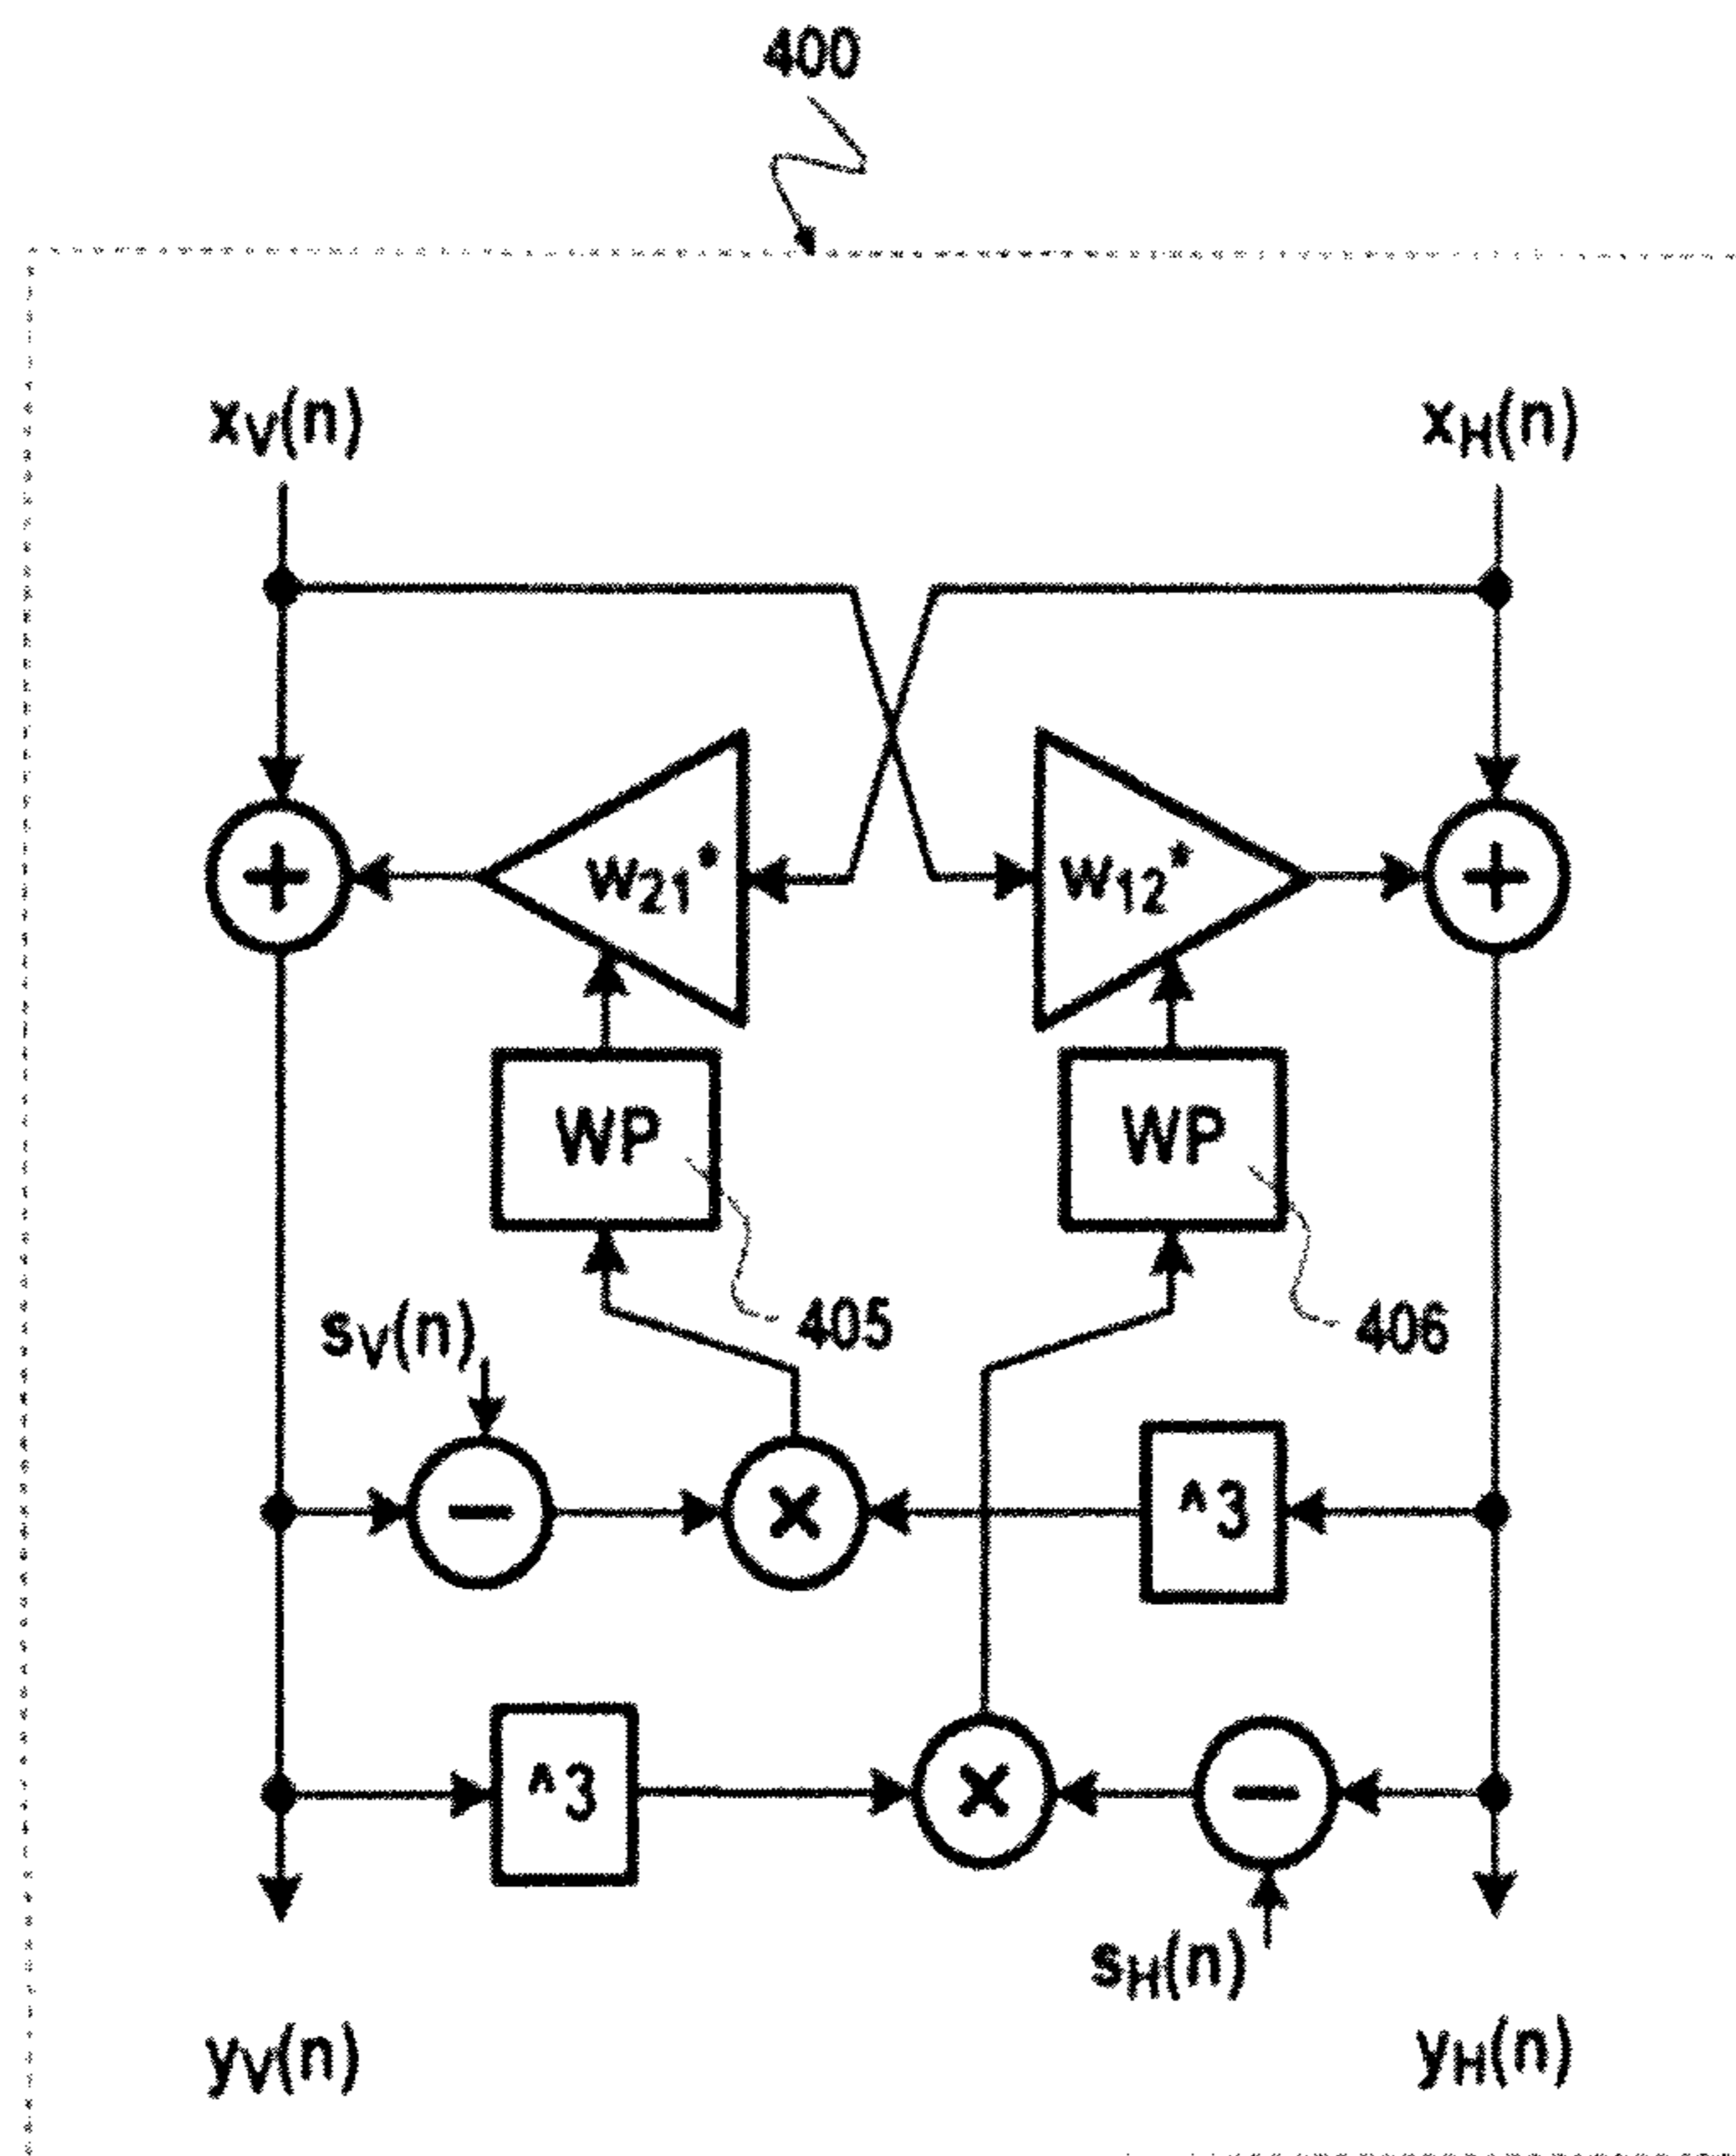 400
xV(n) xH(n)
+ W21* W12* +
WP WP
405 406
sV(n)
− × ^3
^3 × −
sH(n)
yV(n) yH(n)